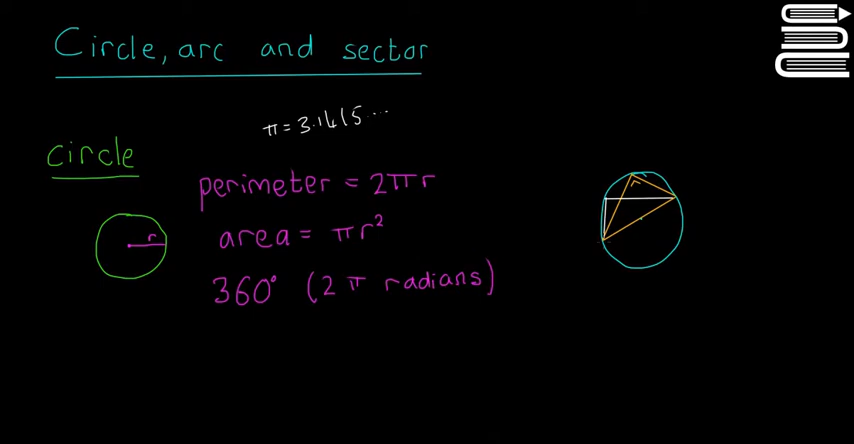 Circle, arc and sector
π = 3.1415...
circle
perimeter = 2πr
area = πr²
r
360° (2π radians)